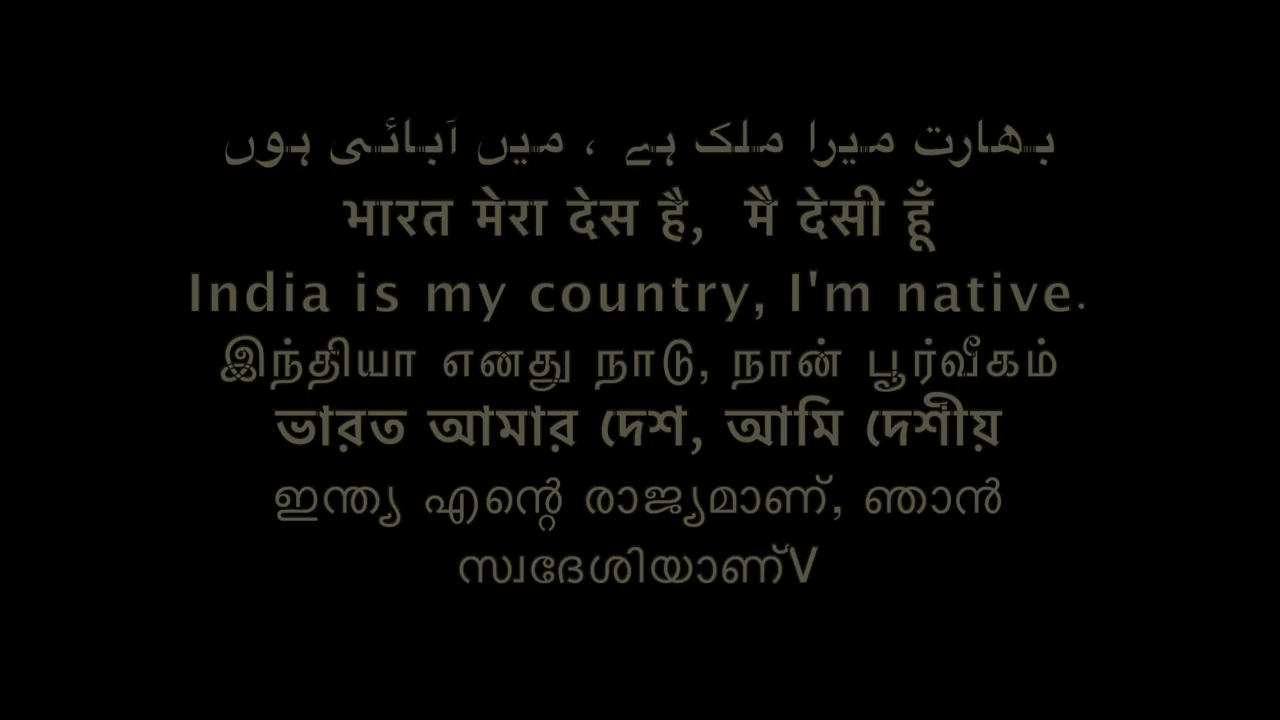 بھارت میرا ملک ہے ، میں آبائی ہوں
भारत मेरा देस है, मै देसी हूँ
India is my country, I'm native.
இந்தியா எனது நாடு, நான் பூர்வீகம்
ভারত আমার দেশ, আমি দেশীয়
ഇന്ത്യ എന്റെ രാജ്യമാണ്, ഞാൻ
സ്വദേശിയാണ്V